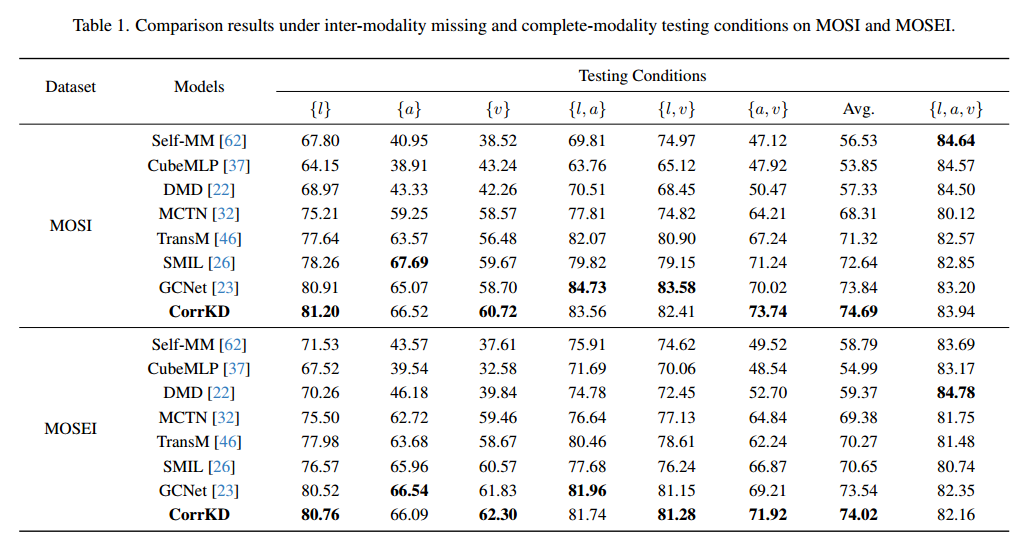 Table 1. Comparison results under inter-modality missing and complete-modality testing conditions on MOSI and MOSEI.
Dataset Models Testing Conditions
{l} {a} {v} {l, a} {l, v} {a, v} Avg. {l, a, v}
MOSI
Self-MM [62] 67.80 40.95 38.52 69.81 74.97 47.12 56.53 84.64
CubeMLP [37] 64.15 38.91 43.24 63.76 65.12 47.92 53.85 84.57
DMD [22] 68.97 43.33 42.26 70.51 68.45 50.47 57.33 84.50
MCTN [32] 75.21 59.25 58.57 77.81 74.82 64.21 68.31 80.12
TransM [46] 77.64 63.57 56.48 82.07 80.90 67.24 71.32 82.57
SMIL [26] 78.26 67.69 59.67 79.82 79.15 71.24 72.64 82.85
GCNet [23] 80.91 65.07 58.70 84.73 83.58 70.02 73.84 83.20
CorrKD 81.20 66.52 60.72 83.56 82.41 73.74 74.69 83.94
MOSEI
Self-MM [62] 71.53 43.57 37.61 75.91 74.62 49.52 58.79 83.69
CubeMLP [37] 67.52 39.54 32.58 71.69 70.06 48.54 54.99 83.17
DMD [22] 70.26 46.18 39.84 74.78 72.45 52.70 59.37 84.78
MCTN [32] 75.50 62.72 59.46 76.64 77.13 64.84 69.38 81.75
TransM [46] 77.98 63.68 58.67 80.46 78.61 62.24 70.27 81.48
SMIL [26] 76.57 65.96 60.57 77.68 76.24 66.87 70.65 80.74
GCNet [23] 80.52 66.54 61.83 81.96 81.15 69.21 73.54 82.35
CorrKD 80.76 66.09 62.30 81.74 81.28 71.92 74.02 82.16